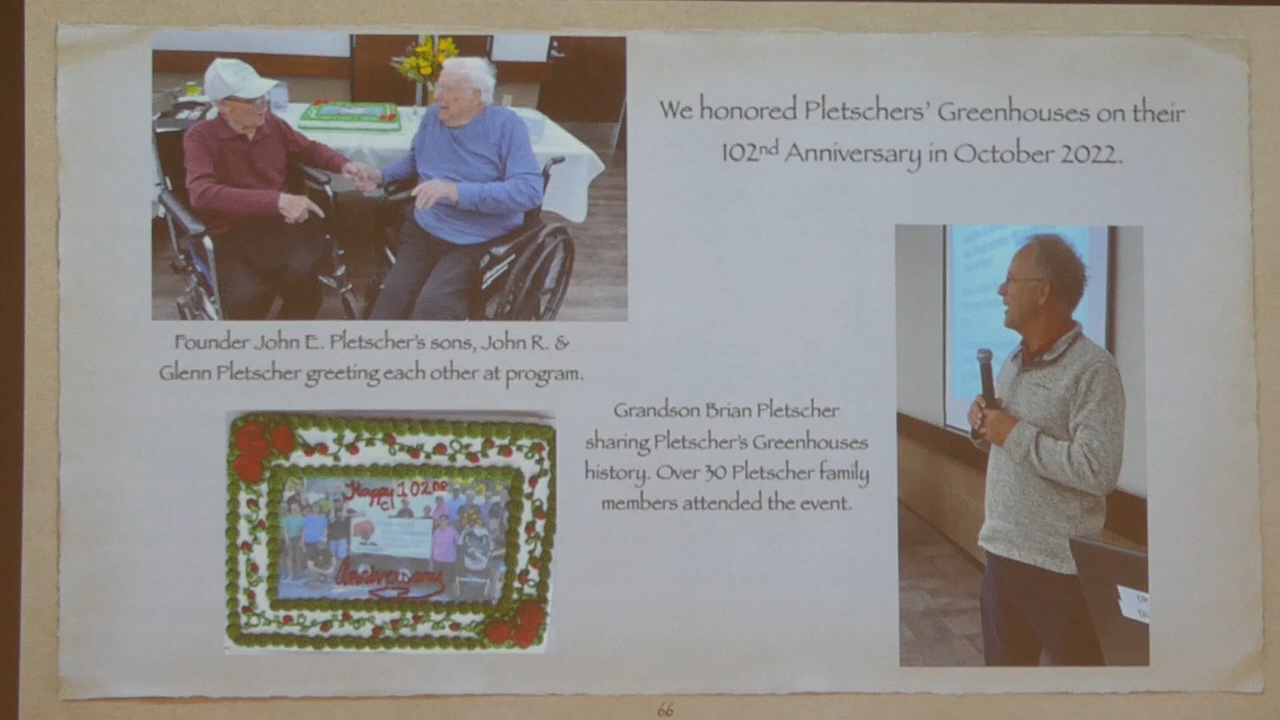 We honored Pletschers' Greenhouses on their
102nd Anniversary in October 2022.
Founder John E. Pletscher's sons, John R. &
Glenn Pletscher greeting each other at program.
Grandson Brian Pletscher
sharing Pletscher's Greenhouses
history. Over 30 Pletscher family
members attended the event.
Happy 102nd
Anniversary
66